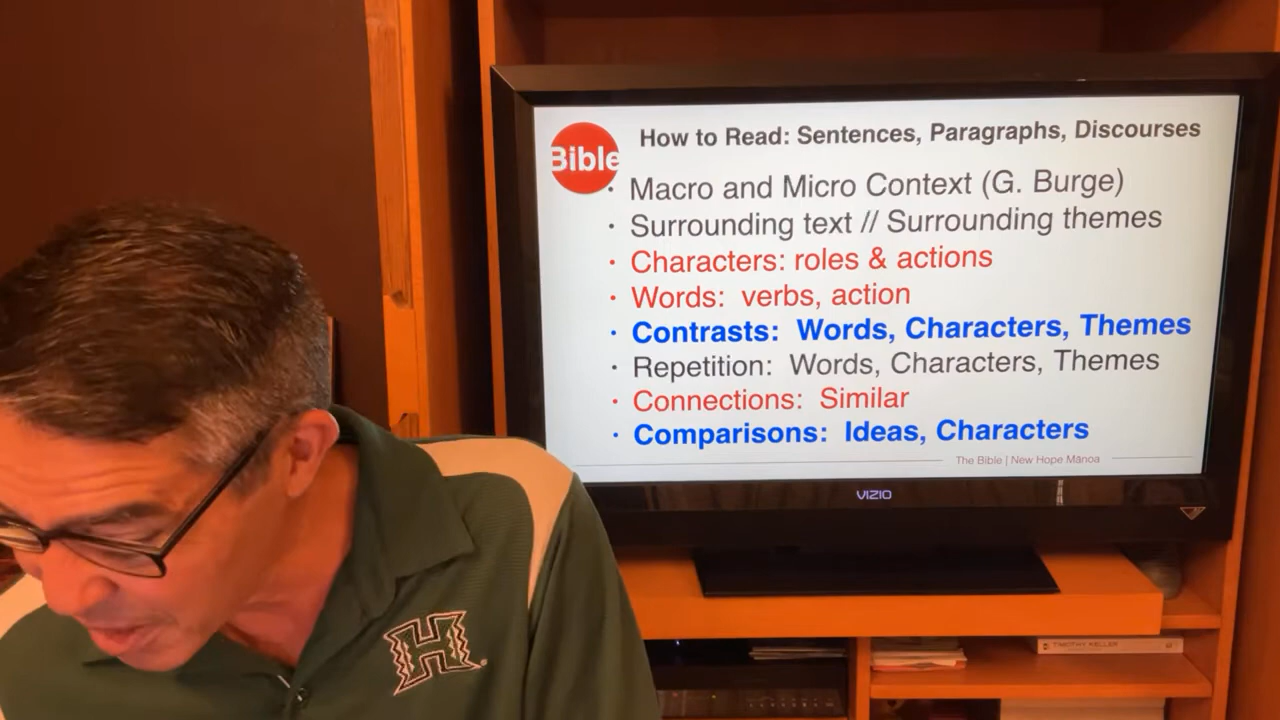 How to Read: Sentences, Paragraphs, Discourses
Bible
• Macro and Micro Context (G. Burge)
• Surrounding text // Surrounding themes
• Characters: roles & actions
• Words: verbs, action
• Contrasts: Words, Characters, Themes
• Repetition: Words, Characters, Themes
• Connections: Similar
• Comparisons: Ideas, Characters
The Bible | New Hope Mānoa
VIZIO
H
TIMOTHY KELLER